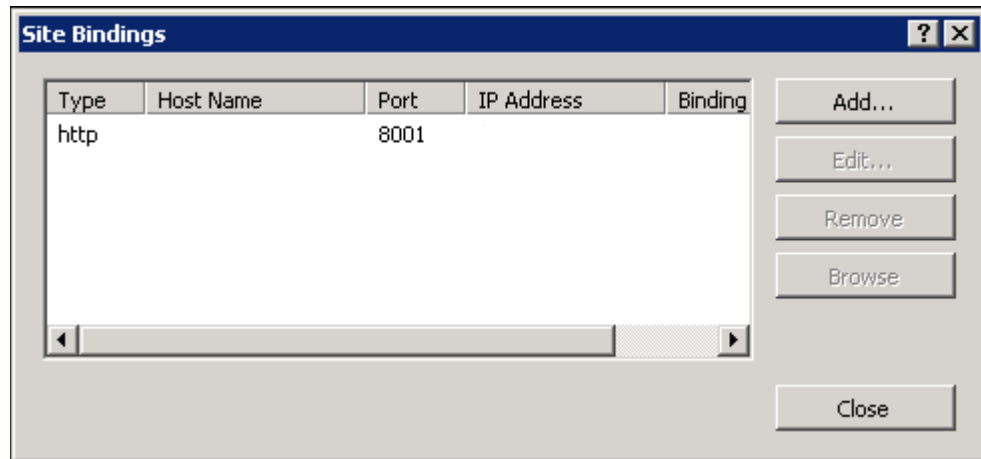 Site Bindings
Type Host Name Port IP Address Binding
http 8001
Add...
Edit...
Remove
Browse
Close